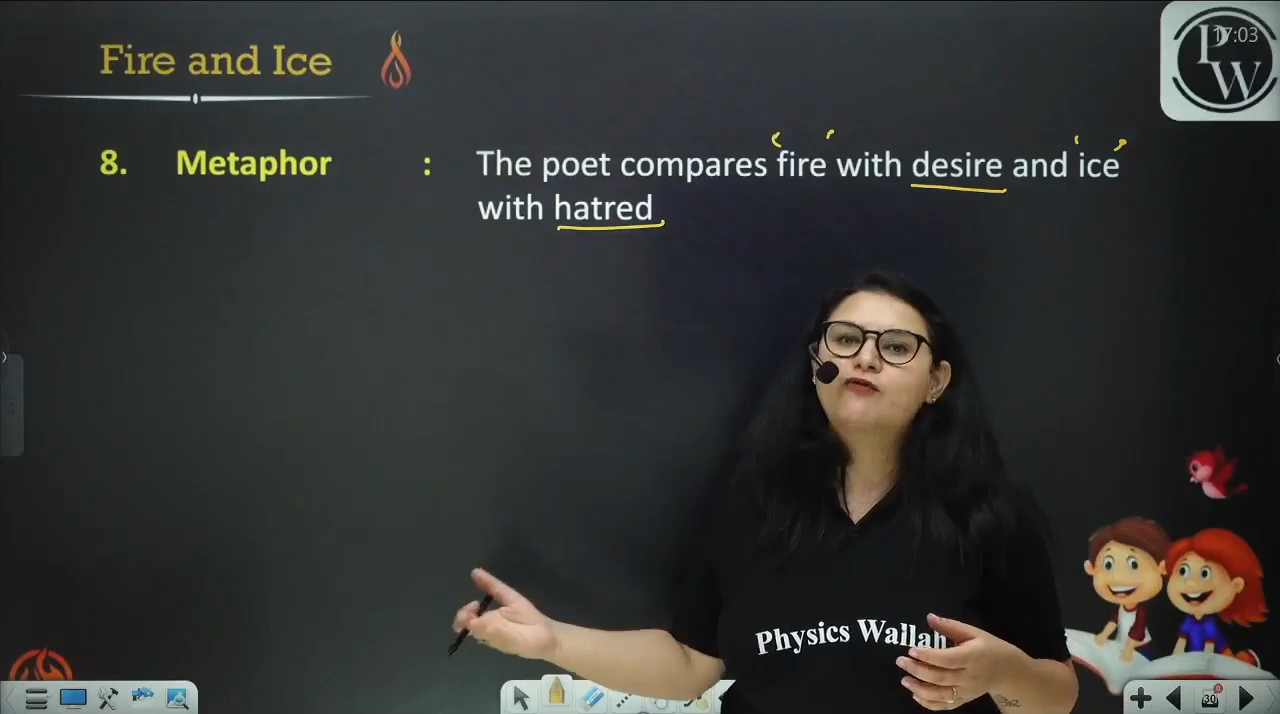 Fire and Ice
PW
17:03
8. Metaphor : The poet compares ‘fire’ with desire and ‘ice’
with hatred
Physics Wallah
30